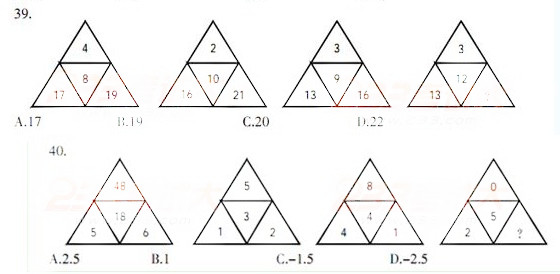 39.
4 2 3 3
8 10 9 12
17 19 16 21 13 16 13 ?
A.17 B.19 C.20 D.22
40.
48 5 8 0
18 3 4 5
5 6 1 2 4 1 2 ?
A.2.5 B.1 C.-1.5 D.-2.5